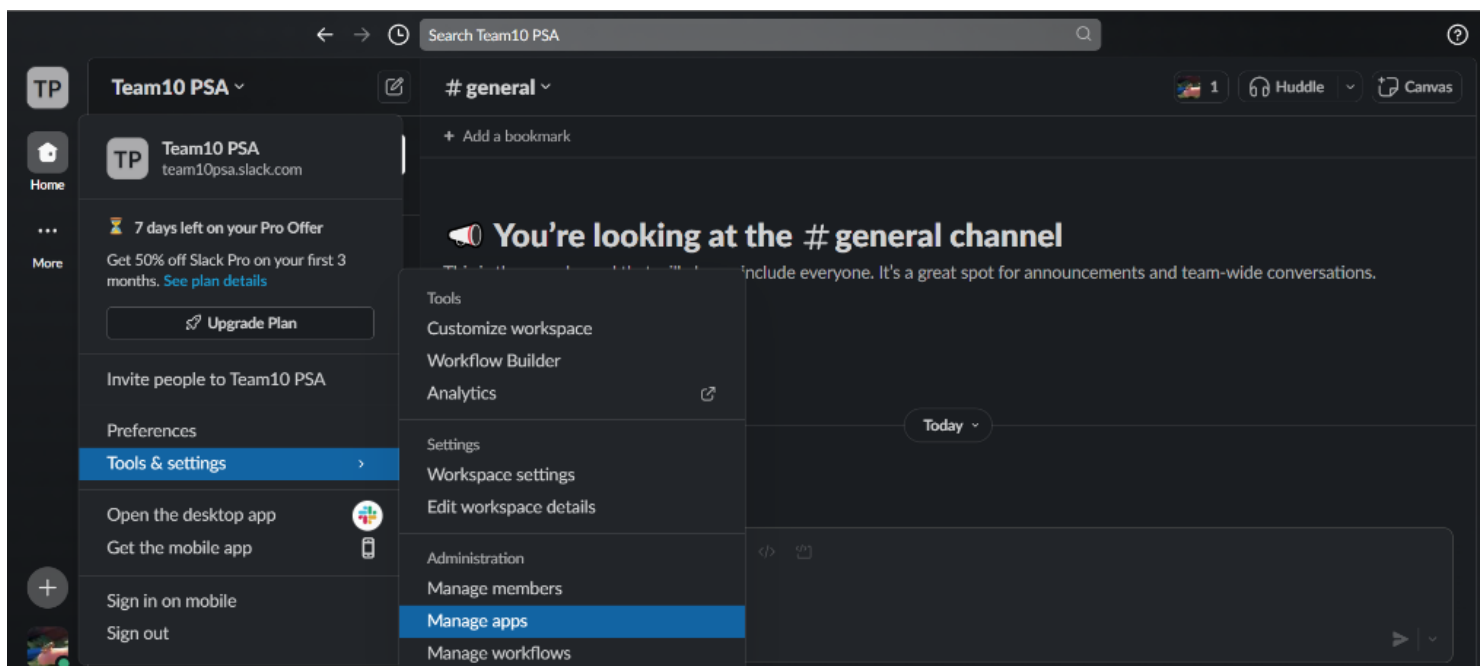 Search Team10 PSA
TP
Team10 PSA
# general
1
Huddle
Canvas
Home
More
TP
Team10 PSA
team10psa.slack.com
7 days left on your Pro Offer
Get 50% off Slack Pro on your first 3
months. See plan details
Upgrade Plan
Invite people to Team10 PSA
Preferences
Tools & settings
Open the desktop app
Get the mobile app
Sign in on mobile
Sign out
Tools
Customize workspace
Workflow Builder
Analytics
Settings
Workspace settings
Edit workspace details
Administration
Manage members
Manage apps
Manage workflows
+ Add a bookmark
You're looking at the # general channel
include everyone. It's a great spot for announcements and team-wide conversations.
Today